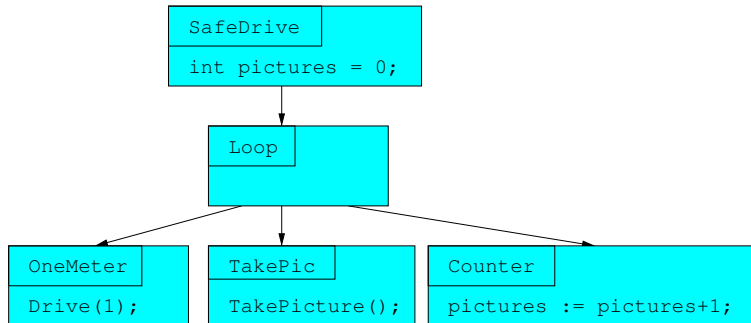 SafeDrive
int pictures = 0;
Loop
OneMeter
Drive(1);
TakePic
TakePicture();
Counter
pictures := pictures+1;